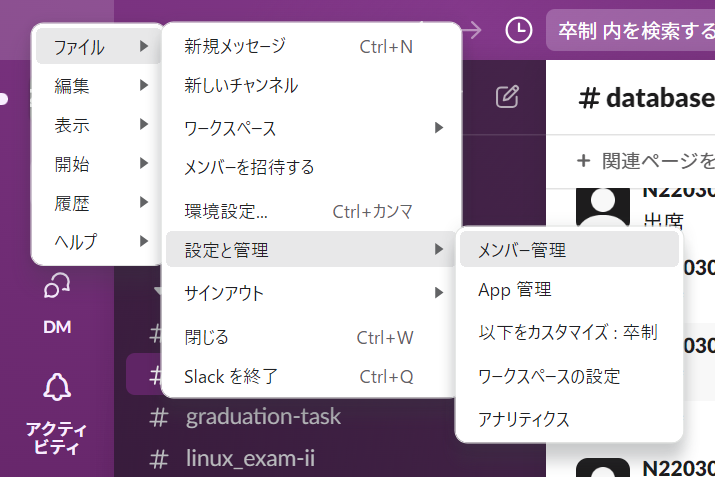 卒制 内を検索する
ファイル
編集
表示
開始
履歴
ヘルプ
新規メッセージ Ctrl+N
新しいチャンネル
ワークスペース
メンバーを招待する
環境設定... Ctrl+カンマ
設定と管理
サインアウト
閉じる Ctrl+W
Slack を終了 Ctrl+Q
メンバー管理
App 管理
以下をカスタマイズ : 卒制
ワークスペースの設定
アナリティクス
DM
アクティ
ビティ
#
#
# graduation-task
# linux_exam-ii
# database
+ 関連ページを
N22030
出席
030
030
N22030